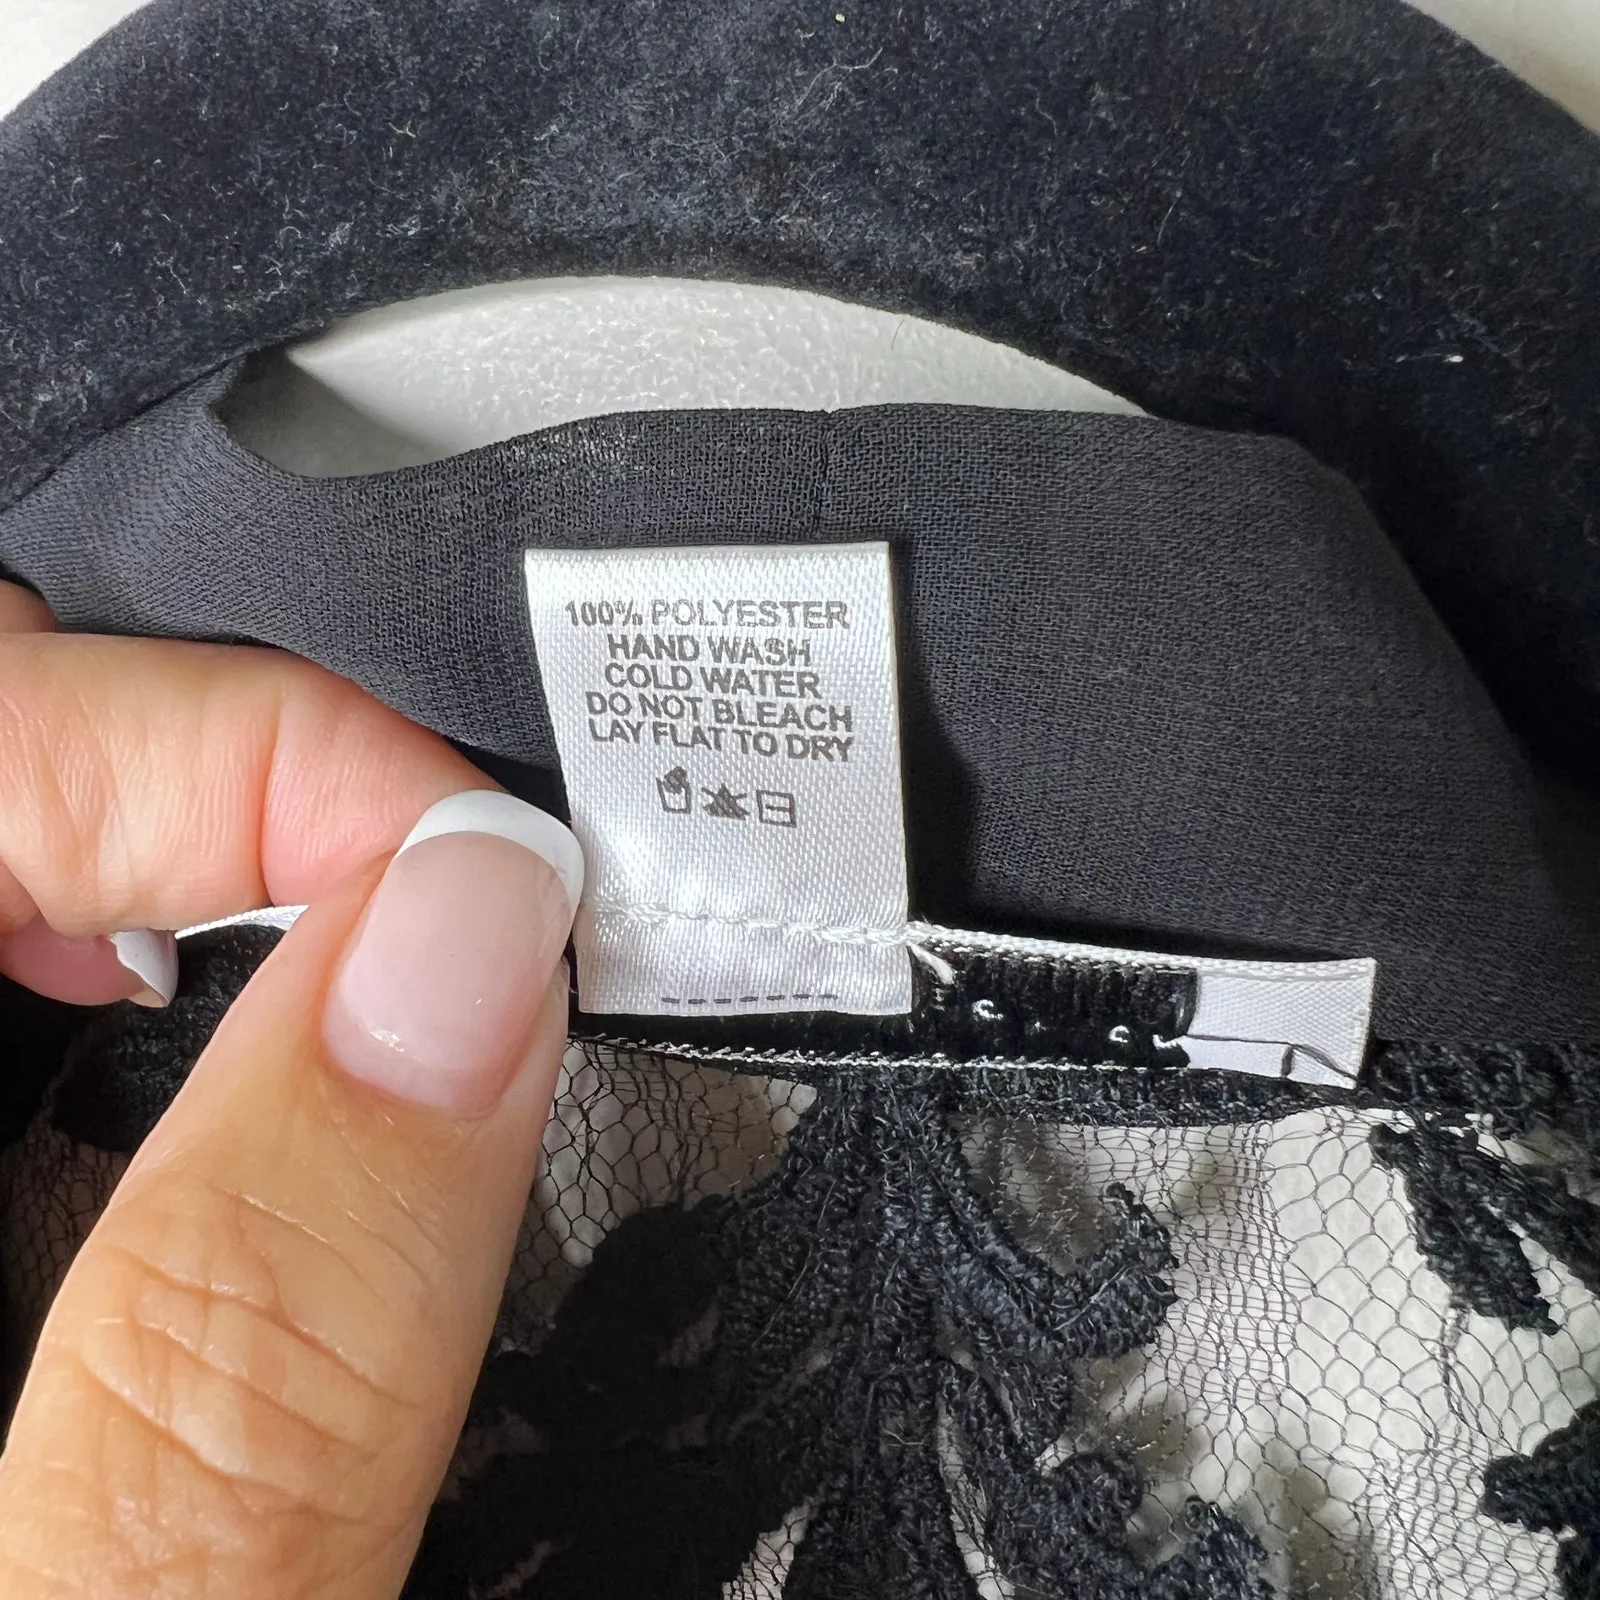 100% POLYESTER
HAND WASH
COLD WATER
DO NOT BLEACH
LAY FLAT TO DRY